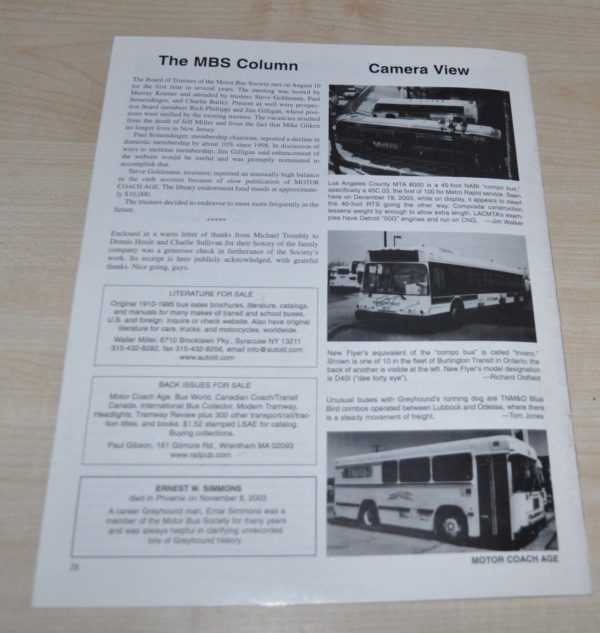 The MBS Column
The Board of Trustees of the Motor Bus Society met on August 10
for the first time in several years. The meeting was hosted by
Murray Kramer and attended by trustees Steve Goldmann, Paul
Semendinger, and Charlie Bailey. Present as well were prospec-
tive board members Rich Philippi and Jim Gilligan, whose posi-
tions were ratified by the existing trustees. The vacancies resulted
from the death of Jeff Miller and from the fact that Mike Glikin
no longer lives in New Jersey.
Paul Semendinger, membership chairman, reported a decline in
domestic membership by about 10% since 1998. In discussion of
ways to increase membership, Jim Gilligan said enhancement of
the website would be useful and was promptly nominated to
accomplish that.
Steve Goldmann, treasurer, reported an unusually high balance
in the cash account because of slow publication of MOTOR
COACH AGE. The library endowment fund stands at approximate-
ly $10,000.
The trustees decided to endeavor to meet more frequently in the
future.
*****
Enclosed in a warm letter of thanks from Michael Trombly to
Dennis Houle and Charlie Sullivan for their history of the family
company was a generous check in furtherance of the Society's
work. Its receipt is here publicly acknowledged, with grateful
thanks. Nice going, guys.
LITERATURE FOR SALE
Original 1910-1995 bus sales brochures, literature, catalogs,
and manuals for many makes of transit and school buses,
U.S. and foreign. Inquire or check website. Also have original
literature for cars, trucks, and motorcycles, worldwide.
Walter Miller, 6710 Brooklawn Pky., Syracuse NY 13211
315-432-8282, fax 315-432-8256, email info@autolit.com
www.autolit.com
BACK ISSUES FOR SALE
Motor Coach Age, Bus World, Canadian Coach/Transit
Canada, International Bus Collector, Modern Tramway,
Headlights, Tramway Review plus 300 other transport/rail/trac-
tion titles, and books. $1.52 stamped LSAE for catalog.
Buying collections.
Paul Gibson, 161 Gilmore Rd., Wrentham MA 02093
www.railpub.com
ERNEST W. SIMMONS
died in Phoenix on November 8, 2003
A career Greyhound man, Ernie Simmons was a
member of the Motor Bus Society for many years
and was always helpful in clarifying unrecorded
bits of Greyhound history.
38
Camera View
Los Angeles County MTA 8000 is a 45-foot NABI "compo bus,"
specifically a 45C.03, the first of 100 for Metro Rapid service. Seen
here on December 19, 2003, while on display, it appears to dwarf
the 40-foot RTS going the other way. Composite construction
lessens weight by enough to allow extra length. LACMTA's exam-
ples have Detroit "50G" engines and run on CNG. —Jim Walker
New Flyer's equivalent of the "compo bus" is called "Invero."
Shown is one of 10 in the fleet of Burlington Transit in Ontario; the
back of another is visible at the left. New Flyer's model designation
is D40I ("dee forty eye"). —Richard Oldfield
Unusual buses with Greyhound's running dog are TNM&O Blue
Bird combos operated between Lubbock and Odessa, where there
is a steady movement of freight. —Tom Jones
MOTOR COACH AGE